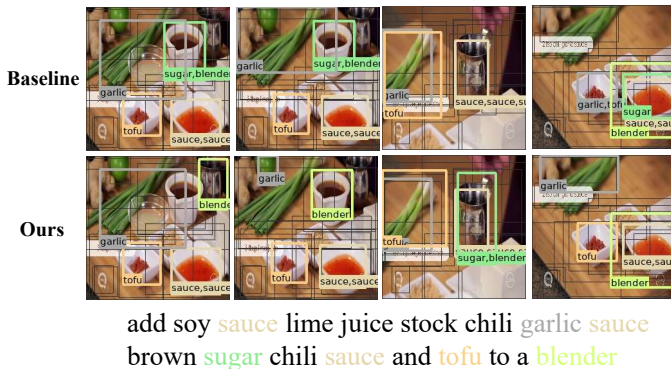 Baseline
sugar,blender
garlic
tofu
sauce,sauce
sugar,blender
garlic
tofu
sauce,sauce
garlic
tofu
sauce,sauce,su
garlic,tofu
sugar
sauce,sauce
blender
Ours
blender
garlic
tofu
sauce,sauce
garlic
blender
tofu
sauce,sauce
tofu
sugar,blender
garlic
tofu
sauce,sauce
blender
add soy sauce lime juice stock chili garlic sauce
brown sugar chili sauce and tofu to a blender